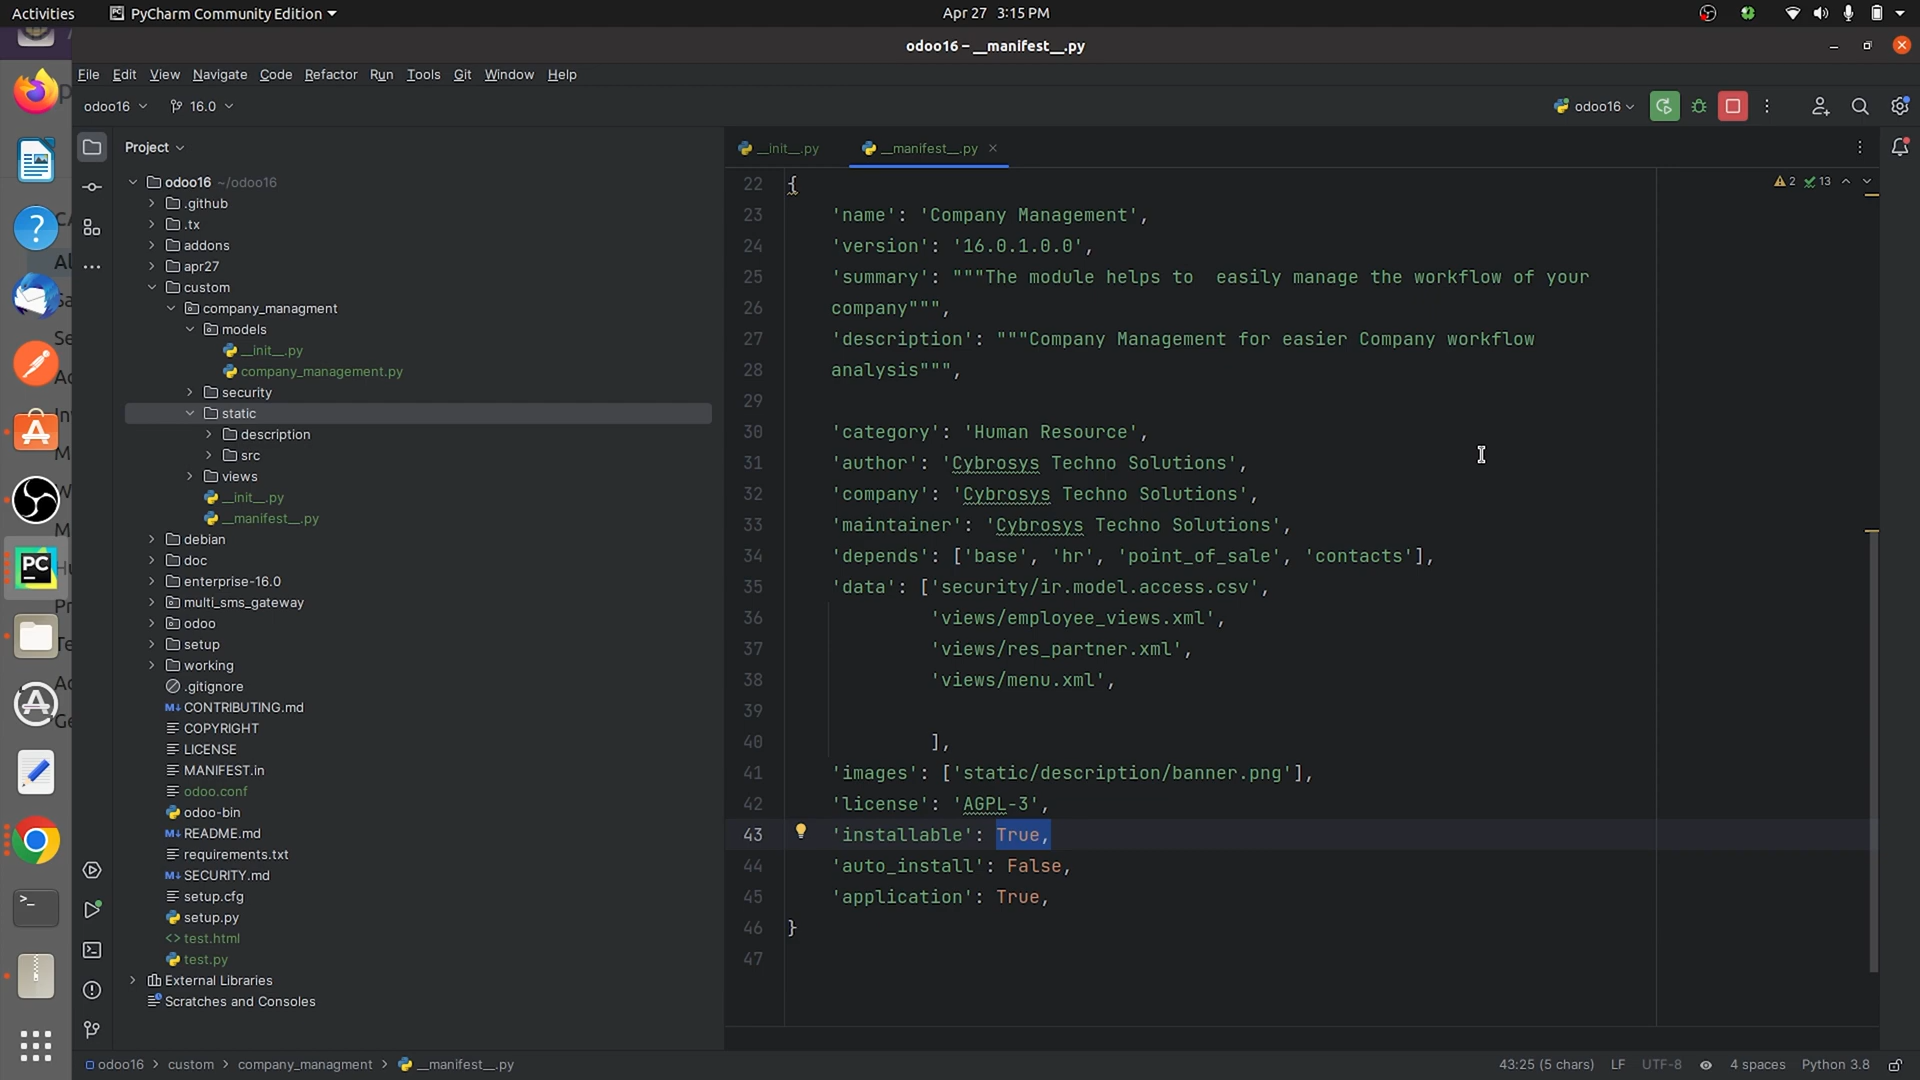 Activities
PyCharm Community Edition
Apr 27 3:15 PM
odoo16 – __manifest__.py
File Edit View Navigate Code Refactor Run Tools Git Window Help
odoo16
16.0
odoo16
Project
__init__.py
__manifest__.py
odoo16 ~/odoo16
.github
.tx
addons
apr27
custom
company_managment
models
__init__.py
company_management.py
security
static
description
src
views
__init__.py
__manifest__.py
debian
doc
enterprise-16.0
multi_sms_gateway
odoo
setup
working
.gitignore
CONTRIBUTING.md
COPYRIGHT
LICENSE
MANIFEST.in
odoo.conf
odoo-bin
README.md
requirements.txt
SECURITY.md
setup.cfg
setup.py
test.html
test.py
External Libraries
Scratches and Consoles
2 13
22 {
23 'name': 'Company Management',
24 'version': '16.0.1.0.0',
25 'summary': """The module helps to  easily manage the workflow of your
26 company""",
27 'description': """Company Management for easier Company workflow
28 analysis""",
29
30 'category': 'Human Resource',
31 'author': 'Cybrosys Techno Solutions',
32 'company': 'Cybrosys Techno Solutions',
33 'maintainer': 'Cybrosys Techno Solutions',
34 'depends': ['base', 'hr', 'point_of_sale', 'contacts'],
35 'data': ['security/ir.model.access.csv',
36 'views/employee_views.xml',
37 'views/res_partner.xml',
38 'views/menu.xml',
39
40 ],
41 'images': ['static/description/banner.png'],
42 'license': 'AGPL-3',
43 'installable': True,
44 'auto_install': False,
45 'application': True,
46 }
47
odoo16 > custom > company_managment > __manifest__.py
43:25 (5 chars) LF UTF-8 4 spaces Python 3.8